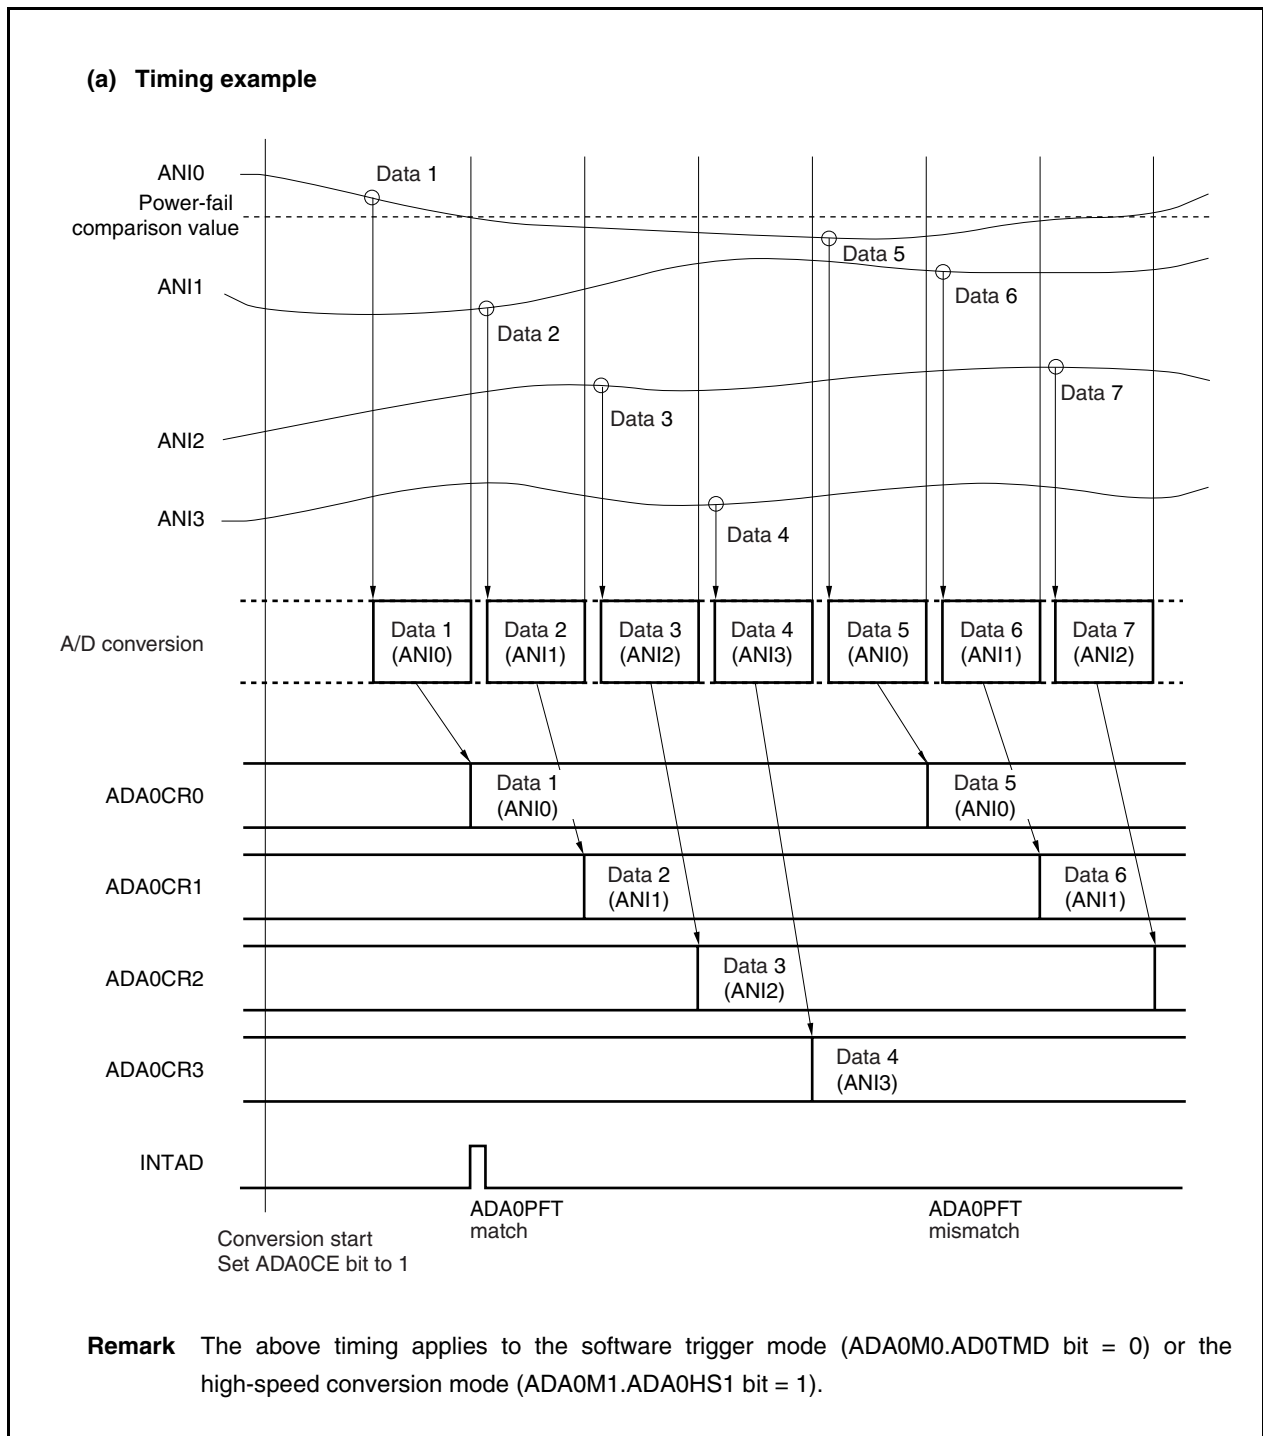 (a) Timing example
ANI0
Data 1
Power-fail
comparison value
Data 5
ANI1
Data 6
Data 2
Data 7
Data 3
ANI2
ANI3
Data 4
A/D conversion
Data 1
(ANI0)
Data 2
(ANI1)
Data 3
(ANI2)
Data 4
(ANI3)
Data 5
(ANI0)
Data 6
(ANI1)
Data 7
(ANI2)
ADA0CR0
Data 1
(ANI0)
Data 5
(ANI0)
ADA0CR1
Data 2
(ANI1)
Data 6
(ANI1)
ADA0CR2
Data 3
(ANI2)
ADA0CR3
Data 4
(ANI3)
INTAD
ADA0PFT
match
ADA0PFT
mismatch
Conversion start
Set ADA0CE bit to 1
Remark The above timing applies to the software trigger mode (ADA0M0.AD0TMD bit = 0) or the
high-speed conversion mode (ADA0M1.ADA0HS1 bit = 1).